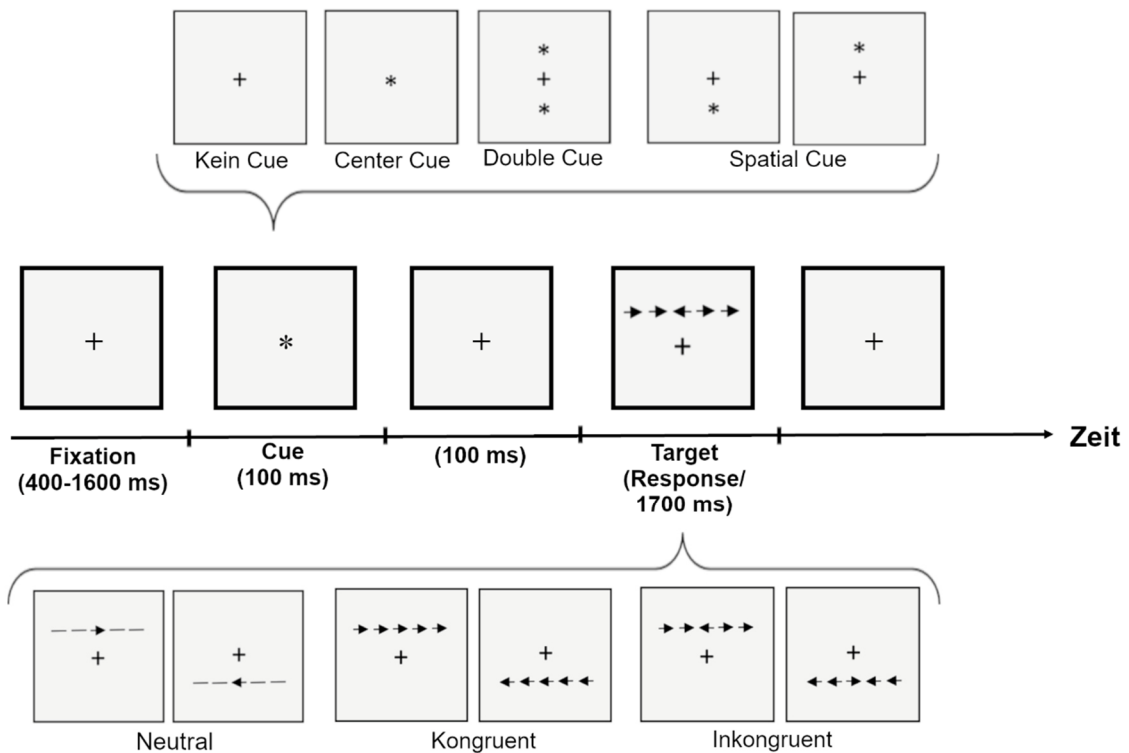 Kein Cue
Center Cue
Double Cue
Spatial Cue
Fixation
(400-1600 ms)
Cue
(100 ms)
(100 ms)
Target
(Response/
1700 ms)
Zeit
Neutral
Kongruent
Inkongruent